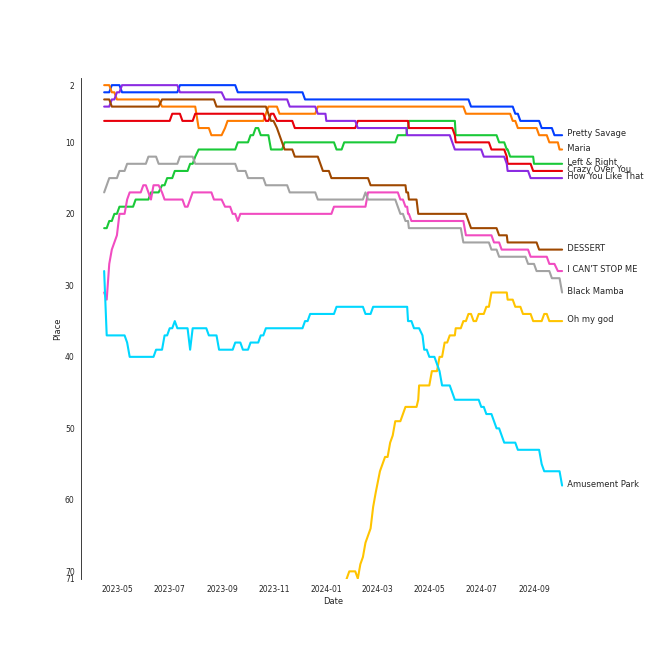 2
10
20
30
40
50
60
70
71
Place
2023-05
2023-07
2023-09
2023-11
2024-01
2024-03
2024-05
2024-07
2024-09
Date
Pretty Savage
Maria
Left & Right
Crazy Over You
How You Like That
DESSERT
I CAN'T STOP ME
Black Mamba
Oh my god
Amusement Park